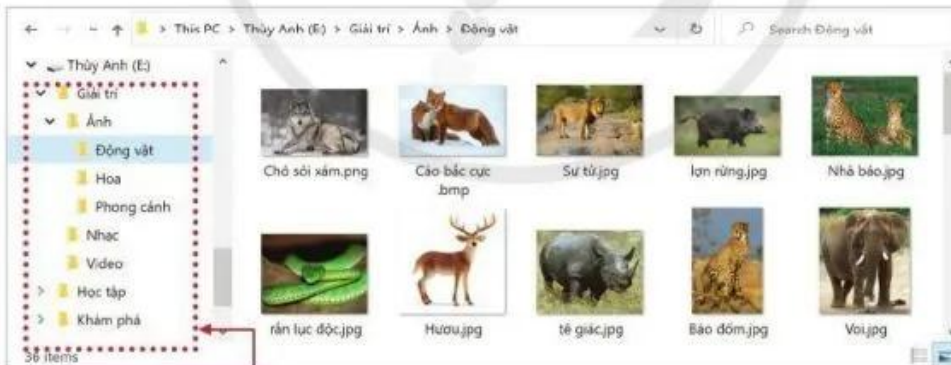 > This PC > Thùy Anh (E:) > Giải trí > Ảnh > Động vật
Search Động vật
Thùy Anh (E:)
Giải trí
Ảnh
Động vật
Hoa
Phong cảnh
Nhạc
Video
Học tập
Khám phá
36 items
Chó sói xám.png
Cáo bắc cực
.bmp
Sư tử.jpg
lợn rừng.jpg
Nhà báo.jpg
rắn lục độc.jpg
Hươu.jpg
tê giác.jpg
Báo đốm.jpg
Voi.jpg